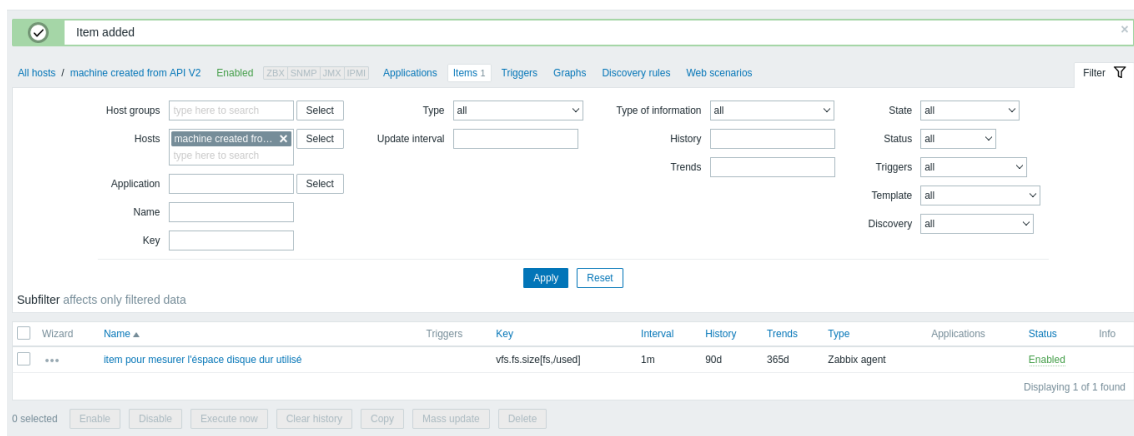 Item added ×
All hosts / machine created from API V2 Enabled ZBX SNMP JMX IPMI Applications Items 1 Triggers Graphs Discovery rules Web scenarios Filter
Host groups type here to search Select Type all Type of information all State all
Hosts machine created fro... × Select Update interval History Status all
type here to search
Trends Triggers all
Application Select
Template all
Name
Discovery all
Key
Apply Reset
Subfilter affects only filtered data
Wizard Name Triggers Key Interval History Trends Type Applications Status Info
••• item pour mesurer l'éspace disque dur utilisé vfs.fs.size[fs,/used] 1m 90d 365d Zabbix agent Enabled
Displaying 1 of 1 found
0 selected Enable Disable Execute now Clear history Copy Mass update Delete